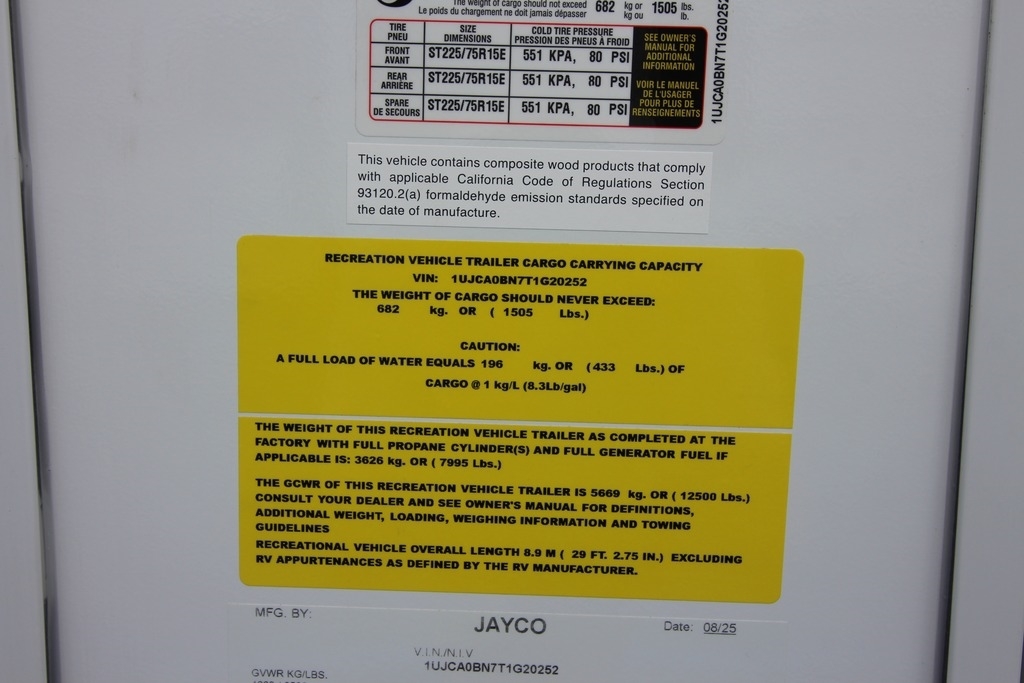 The weight of cargo should not exceed 682 kg or 1505 lbs.
Le poids du chargement ne doit jamais dépasser kg ou lb.
TIRE PNEU SIZE DIMENSIONS COLD TIRE PRESSURE PRESSION DES PNEUS À FROID
FRONT AVANT ST225/75R15E 551 KPA, 80 PSI
REAR ARRIÈRE ST225/75R15E 551 KPA, 80 PSI
SPARE DE SECOURS ST225/75R15E 551 KPA, 80 PSI
SEE OWNER'S
MANUAL FOR
ADDITIONAL
INFORMATION
VOIR LE MANUEL
DE L'USAGER
POUR PLUS DE
RENSEIGNEMENTS
1UJCA0BN7T1G20252
This vehicle contains composite wood products that comply
with applicable California Code of Regulations Section
93120.2(a) formaldehyde emission standards specified on
the date of manufacture.
RECREATION VEHICLE TRAILER CARGO CARRYING CAPACITY
VIN: 1UJCA0BN7T1G20252
THE WEIGHT OF CARGO SHOULD NEVER EXCEED:
682 kg. OR ( 1505 Lbs.)
CAUTION:
A FULL LOAD OF WATER EQUALS 196 kg. OR (433 Lbs.) OF
CARGO @ 1 kg/L (8.3Lb/gal)
THE WEIGHT OF THIS RECREATION VEHICLE TRAILER AS COMPLETED AT THE
FACTORY WITH FULL PROPANE CYLINDER(S) AND FULL GENERATOR FUEL IF
APPLICABLE IS: 3626 kg. OR ( 7995 Lbs.)
THE GCWR OF THIS RECREATION VEHICLE TRAILER IS 5669 kg. OR ( 12500 Lbs.)
CONSULT YOUR DEALER AND SEE OWNER'S MANUAL FOR DEFINITIONS,
ADDITIONAL WEIGHT, LOADING, WEIGHING INFORMATION AND TOWING
GUIDELINES
RECREATIONAL VEHICLE OVERALL LENGTH 8.9 M ( 29 FT. 2.75 IN.) EXCLUDING
RV APPURTENANCES AS DEFINED BY THE RV MANUFACTURER.
MFG. BY: JAYCO Date: 08/25
V.I.N./N.I.V
1UJCA0BN7T1G20252
GVWR KG/LBS.